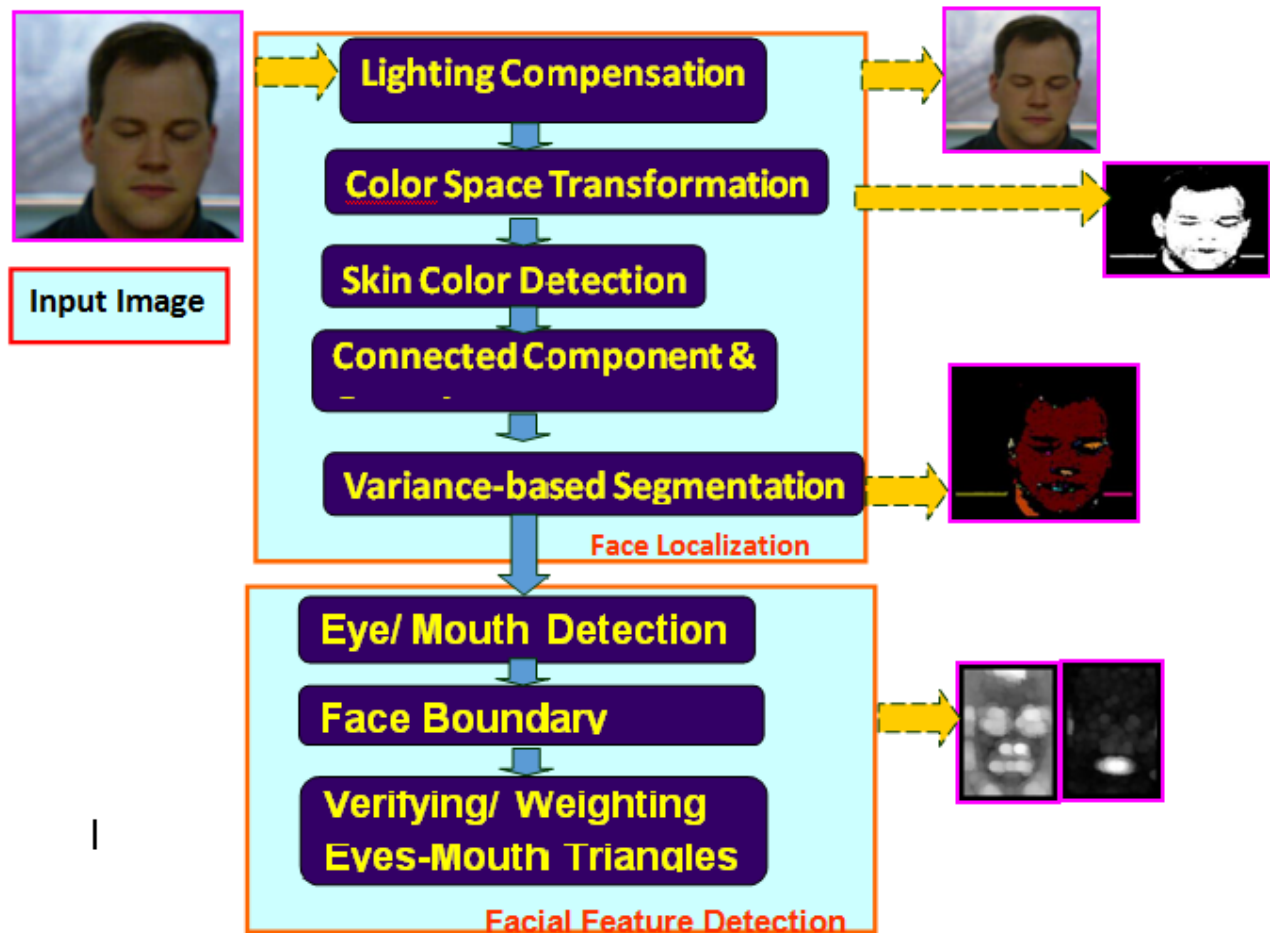 Input Image
Lighting Compensation
Color Space Transformation
Skin Color Detection
Connected Component &
Variance-based Segmentation
Face Localization
Eye/ Mouth Detection
Face Boundary
Verifying/ Weighting
Eyes-Mouth Triangles
Facial Feature Detection